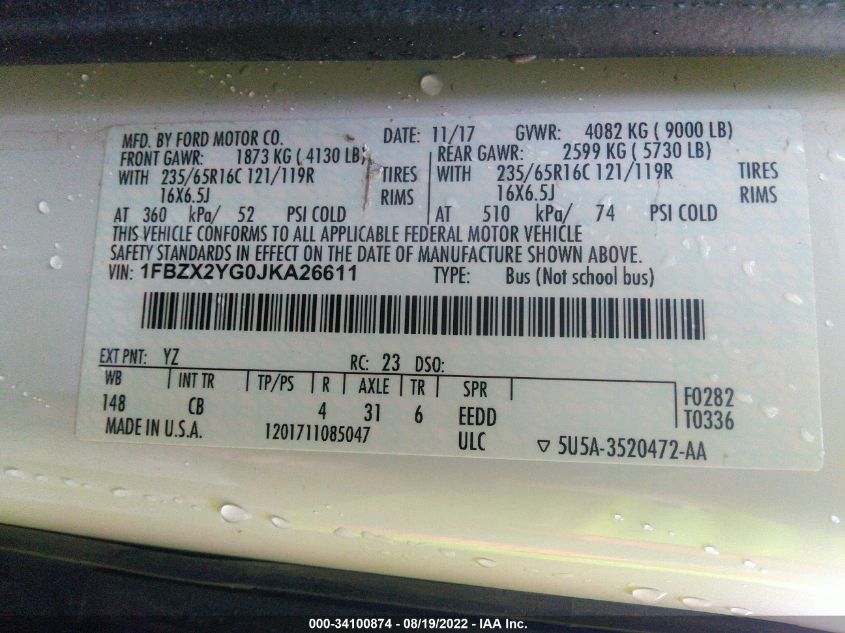 MFD. BY FORD MOTOR CO. DATE: 11/17 GVWR: 4082 KG ( 9000 LB)
FRONT GAWR: 1873 KG ( 4130 LB) REAR GAWR: 2599 KG ( 5730 LB)
WITH 235/65R16C 121/119R TIRES WITH 235/65R16C 121/119R TIRES
16X6.5J RIMS 16X6.5J RIMS
AT 360 kPa/ 52 PSI COLD AT 510 kPa/ 74 PSI COLD
THIS VEHICLE CONFORMS TO ALL APPLICABLE FEDERAL MOTOR VEHICLE
SAFETY STANDARDS IN EFFECT ON THE DATE OF MANUFACTURE SHOWN ABOVE.
VIN: 1FBZX2YG0JKA26611 TYPE: Bus (Not school bus)
EXT PNT: YZ RC: 23 DSO:
WB INT TR TP/PS R AXLE TR SPR F0282
148 CB 4 31 6 EEDD T0336
MADE IN U.S.A. 1201711085047 ULC ▽ 5U5A-3520472-AA
000-34100874 - 08/19/2022 - IAA Inc.